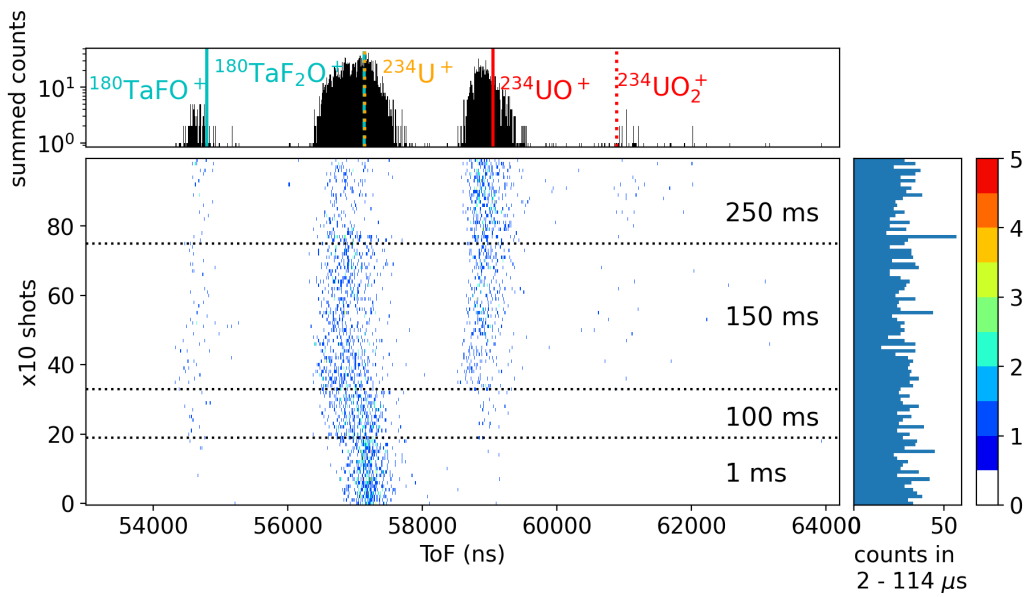 summed counts
10¹
10⁰
¹⁸⁰TaFO⁺
¹⁸⁰TaF₂O⁺
²³⁴U⁺
²³⁴UO⁺
²³⁴UO₂⁺
x10 shots
80
60
40
20
0
250 ms
150 ms
100 ms
1 ms
54000 56000 58000 60000 62000 64000
ToF (ns)
0 50
counts in
2 - 114 μs
5
4
3
2
1
0